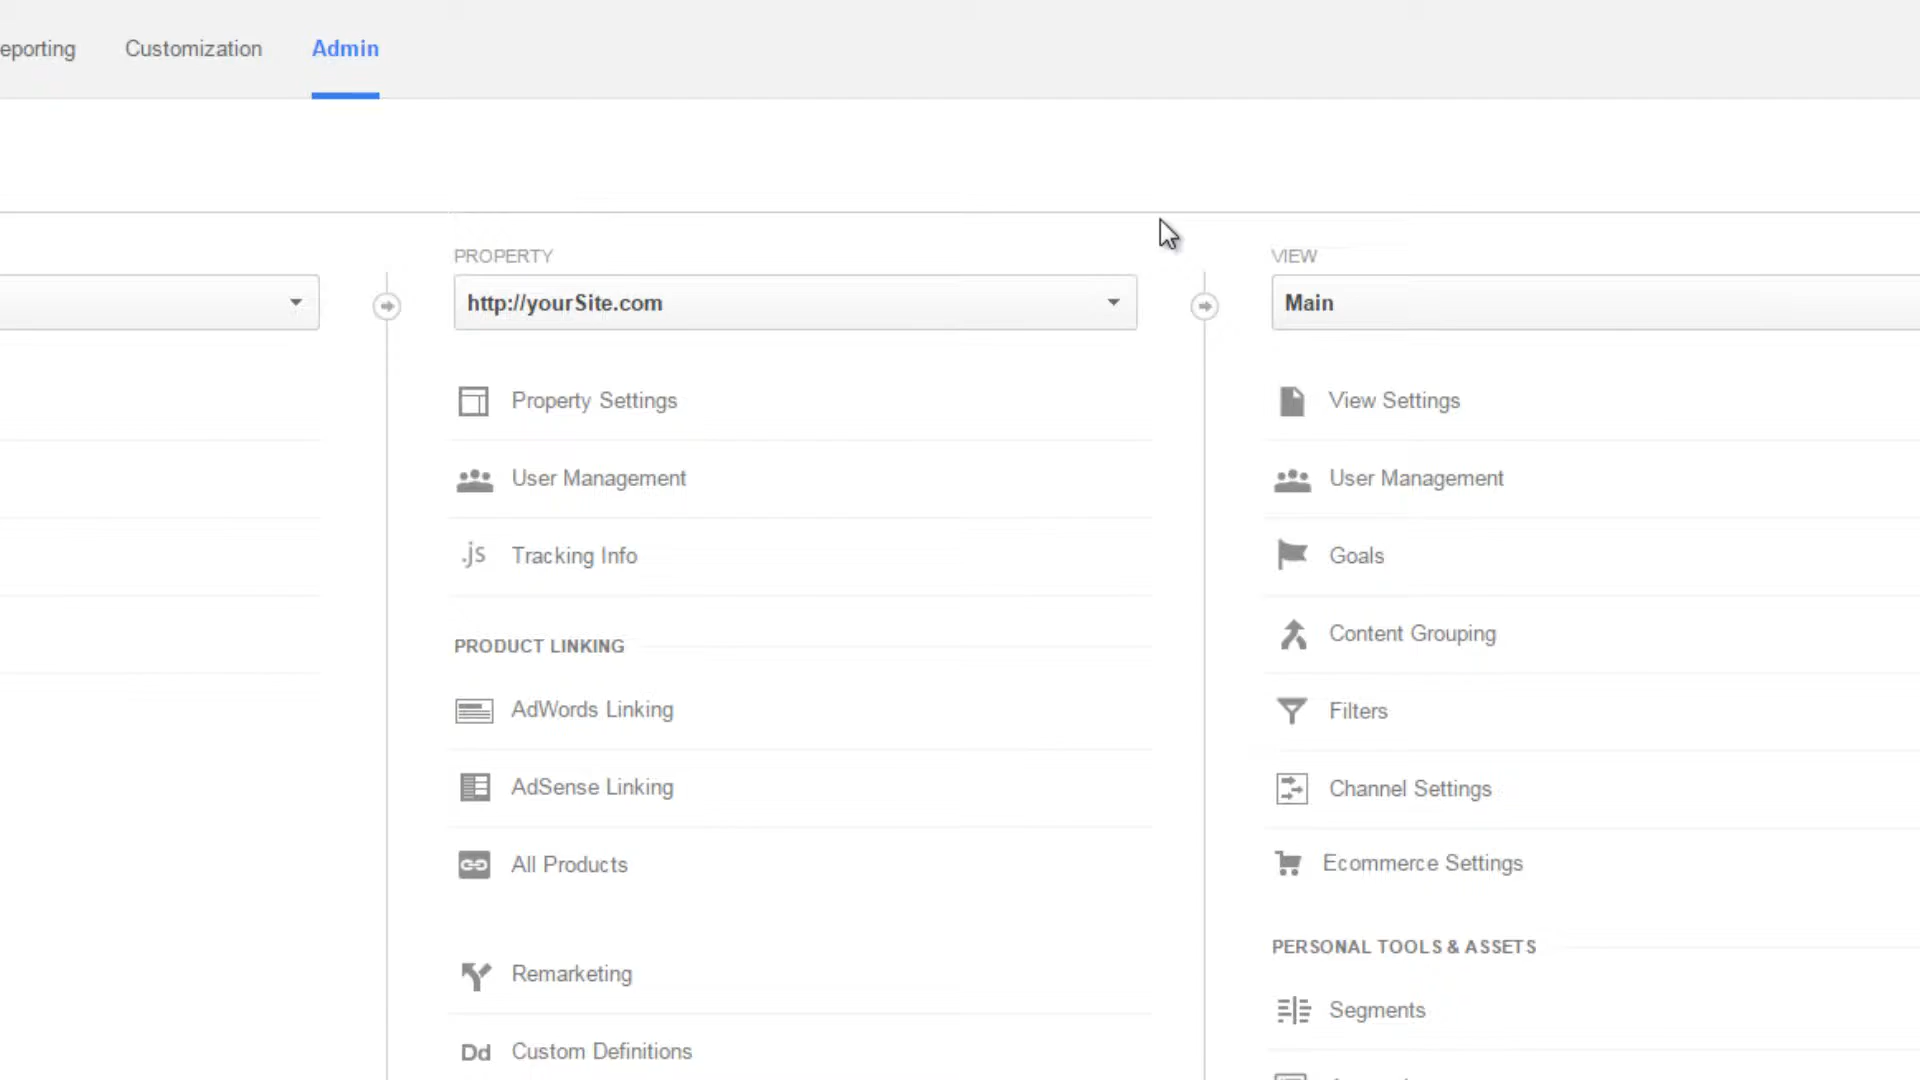 eporting Customization Admin
PROPERTY
http://yourSite.com
Property Settings
User Management
.js Tracking Info
PRODUCT LINKING
AdWords Linking
AdSense Linking
All Products
Remarketing
Dd Custom Definitions
VIEW
Main
View Settings
User Management
Goals
Content Grouping
Filters
Channel Settings
Ecommerce Settings
PERSONAL TOOLS & ASSETS
Segments